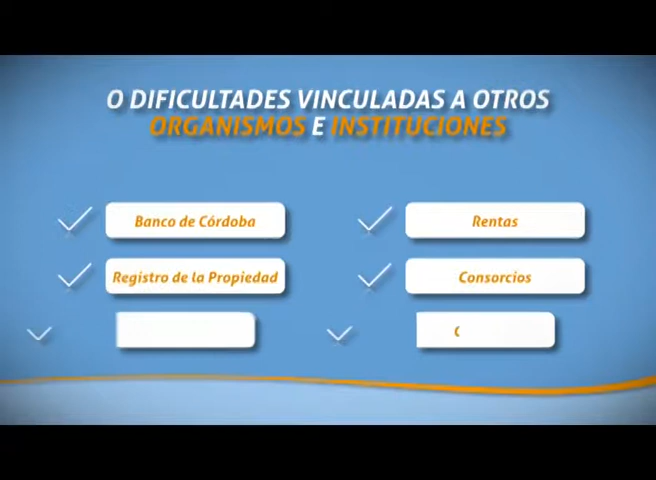 O DIFICULTADES VINCULADAS A OTROS
ORGANISMOS E INSTITUCIONES
Banco de Córdoba
Rentas
Registro de la Propiedad
Consorcios